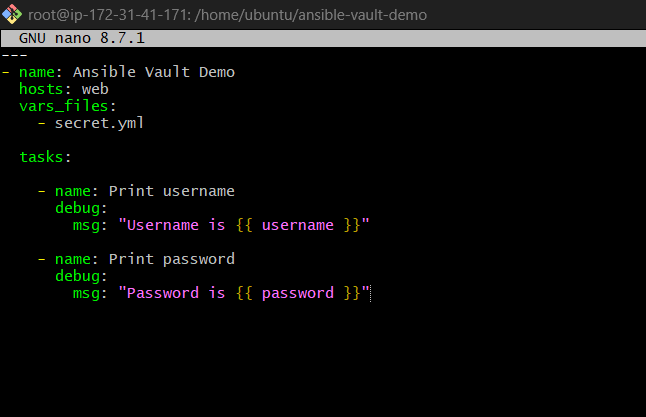 root@ip-172-31-41-171: /home/ubuntu/ansible-vault-demo
GNU nano 8.7.1
---
- name: Ansible Vault Demo
  hosts: web
  vars_files:
    - secret.yml

  tasks:

    - name: Print username
      debug:
        msg: "Username is {{ username }}"

    - name: Print password
      debug:
        msg: "Password is {{ password }}"